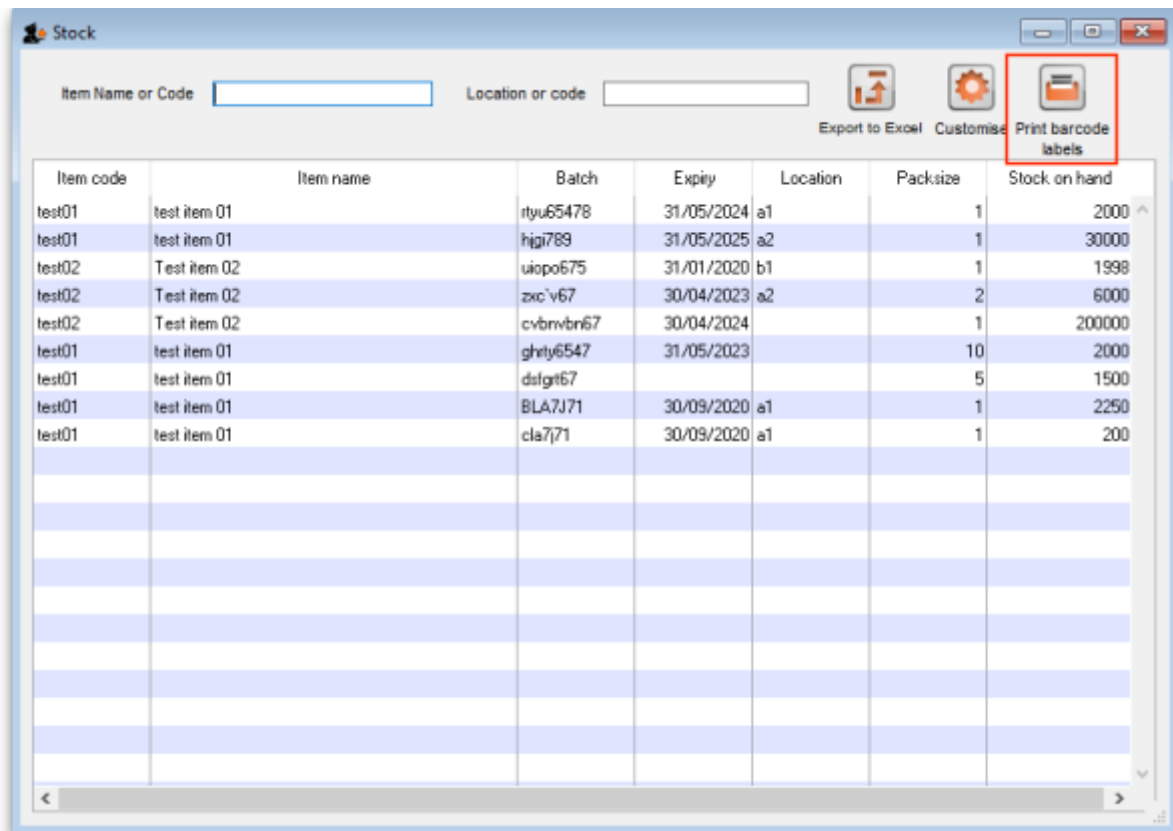 Stock
Item Name or Code Location or code
Export to Excel Customise Print barcode
labels
Item code Item name Batch Expiry Location Packsize Stock on hand
test01 test item 01 rtyu65478 31/05/2024 a1 1 2000
test01 test item 01 hjgi789 31/05/2025 a2 1 30000
test02 Test item 02 uiopo675 31/01/2020 b1 1 1998
test02 Test item 02 zxc`v67 30/04/2023 a2 2 6000
test02 Test item 02 cvbnvbn67 30/04/2024 1 200000
test01 test item 01 ghrty6547 31/05/2023 10 2000
test01 test item 01 dsfgrt67 5 1500
test01 test item 01 BLA7J71 30/09/2020 a1 1 2250
test01 test item 01 cla7j71 30/09/2020 a1 1 200